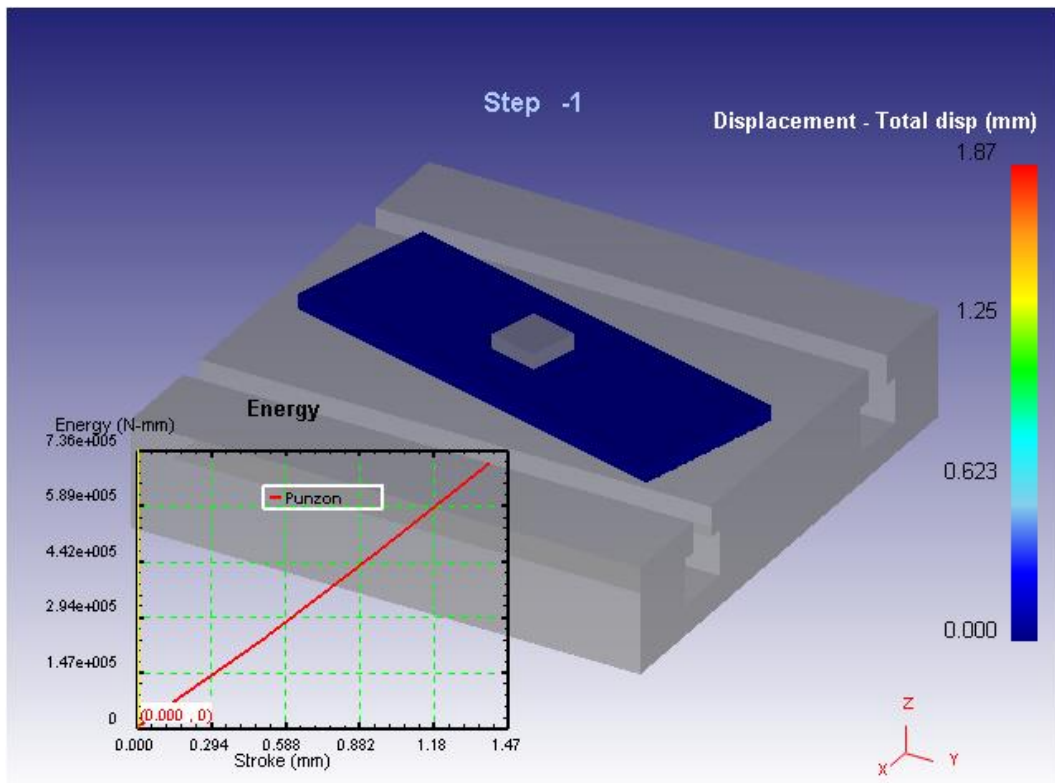 Step -1
Displacement - Total disp (mm)
1.87
1.25
0.623
0.000
Energy
Energy (N-mm)
7.36e+005
5.89e+005
4.42e+005
2.94e+005
1.47e+005
0
Punzon
(0.000 , 0)
0.000 0.294 0.588 0.882 1.18 1.47
Stroke (mm)
Z
X Y